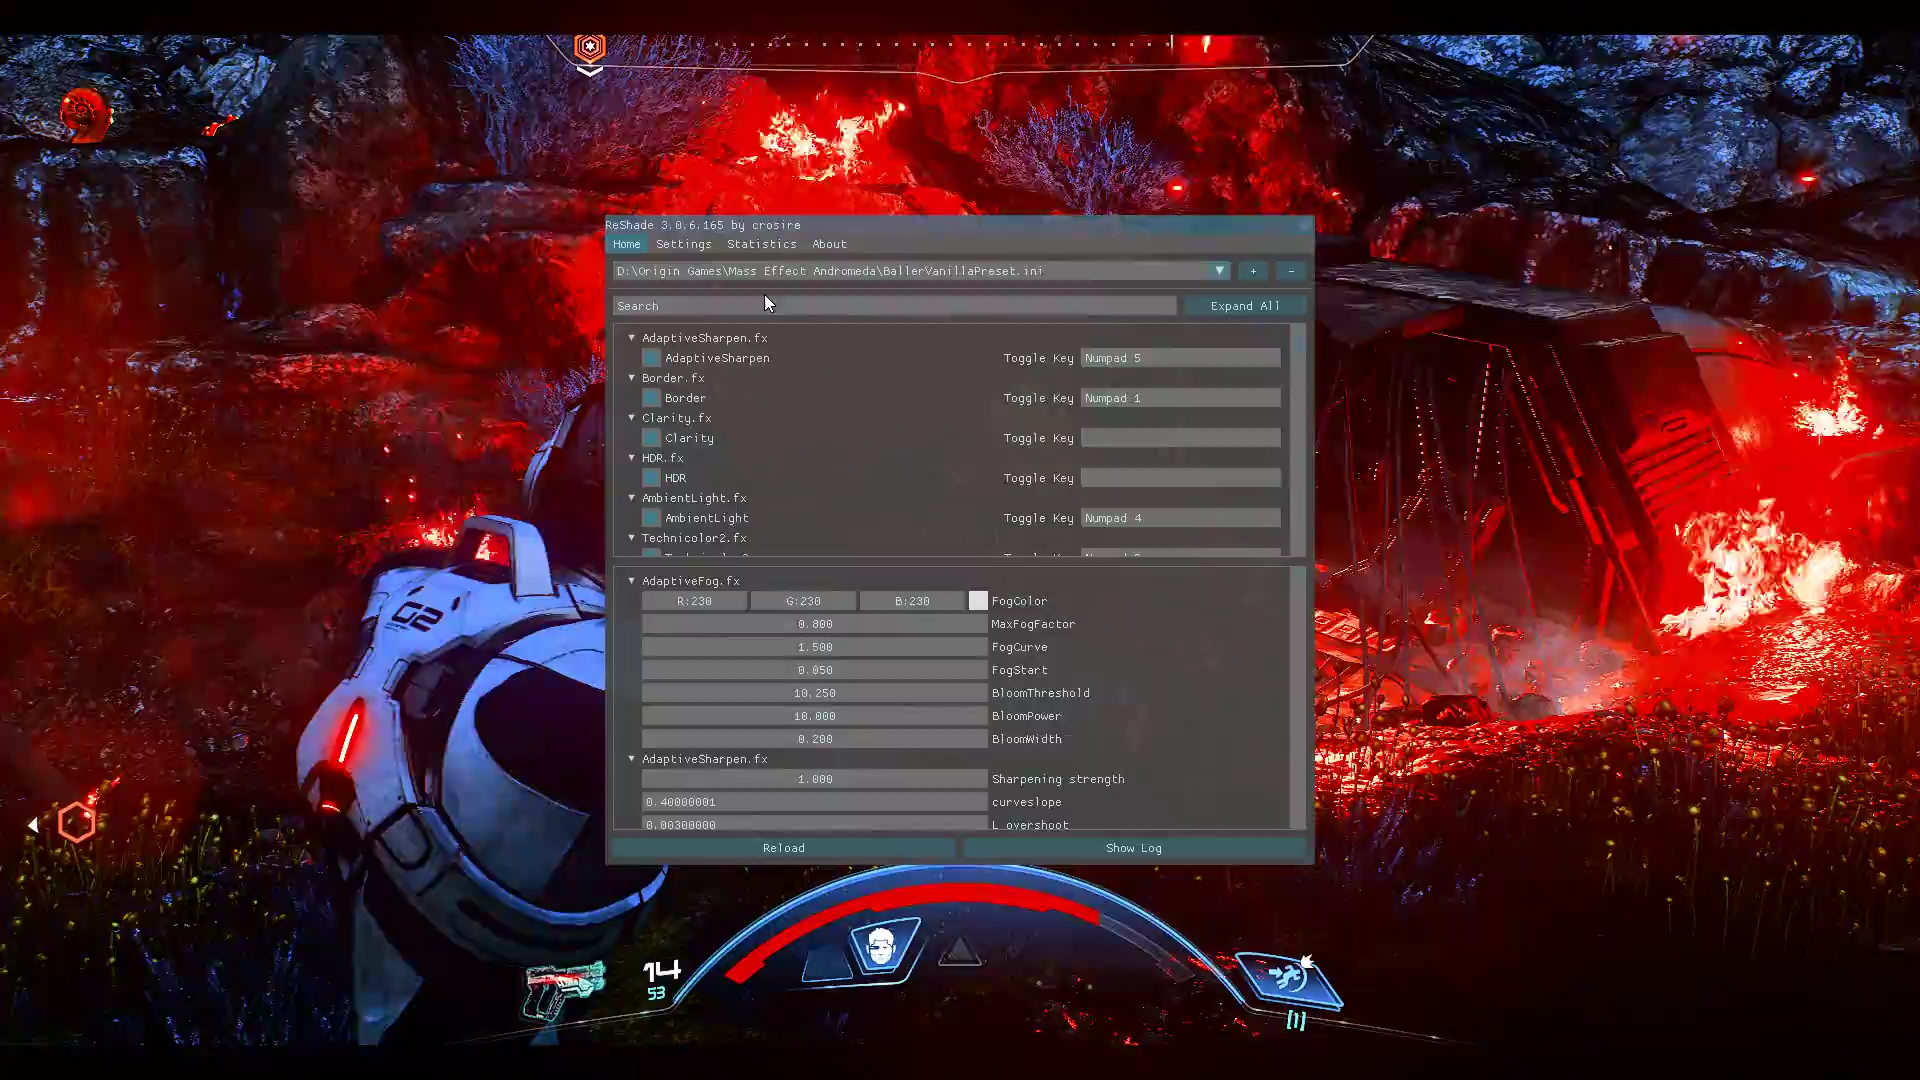 ReShade 3.0.6.165 by crosire
Home Settings Statistics About
D:\Origin Games\Mass Effect Andromeda\BallerVanillaPreset.ini + -
Search Expand All
AdaptiveSharpen.fx
AdaptiveSharpen Toggle Key Numpad 5
Border.fx
Border Toggle Key Numpad 1
Clarity.fx
Clarity Toggle Key
HDR.fx
HDR Toggle Key
AmbientLight.fx
AmbientLight Toggle Key Numpad 4
Technicolor2.fx
AdaptiveFog.fx
R:230 G:230 B:230 FogColor
0.800 MaxFogFactor
1.500 FogCurve
0.050 FogStart
10.250 BloomThreshold
10.000 BloomPower
0.200 BloomWidth
AdaptiveSharpen.fx
1.000 Sharpening strength
0.40000001 curveslope
0.00300000 L_overshoot
Reload Show Log
02
14
53
[1]